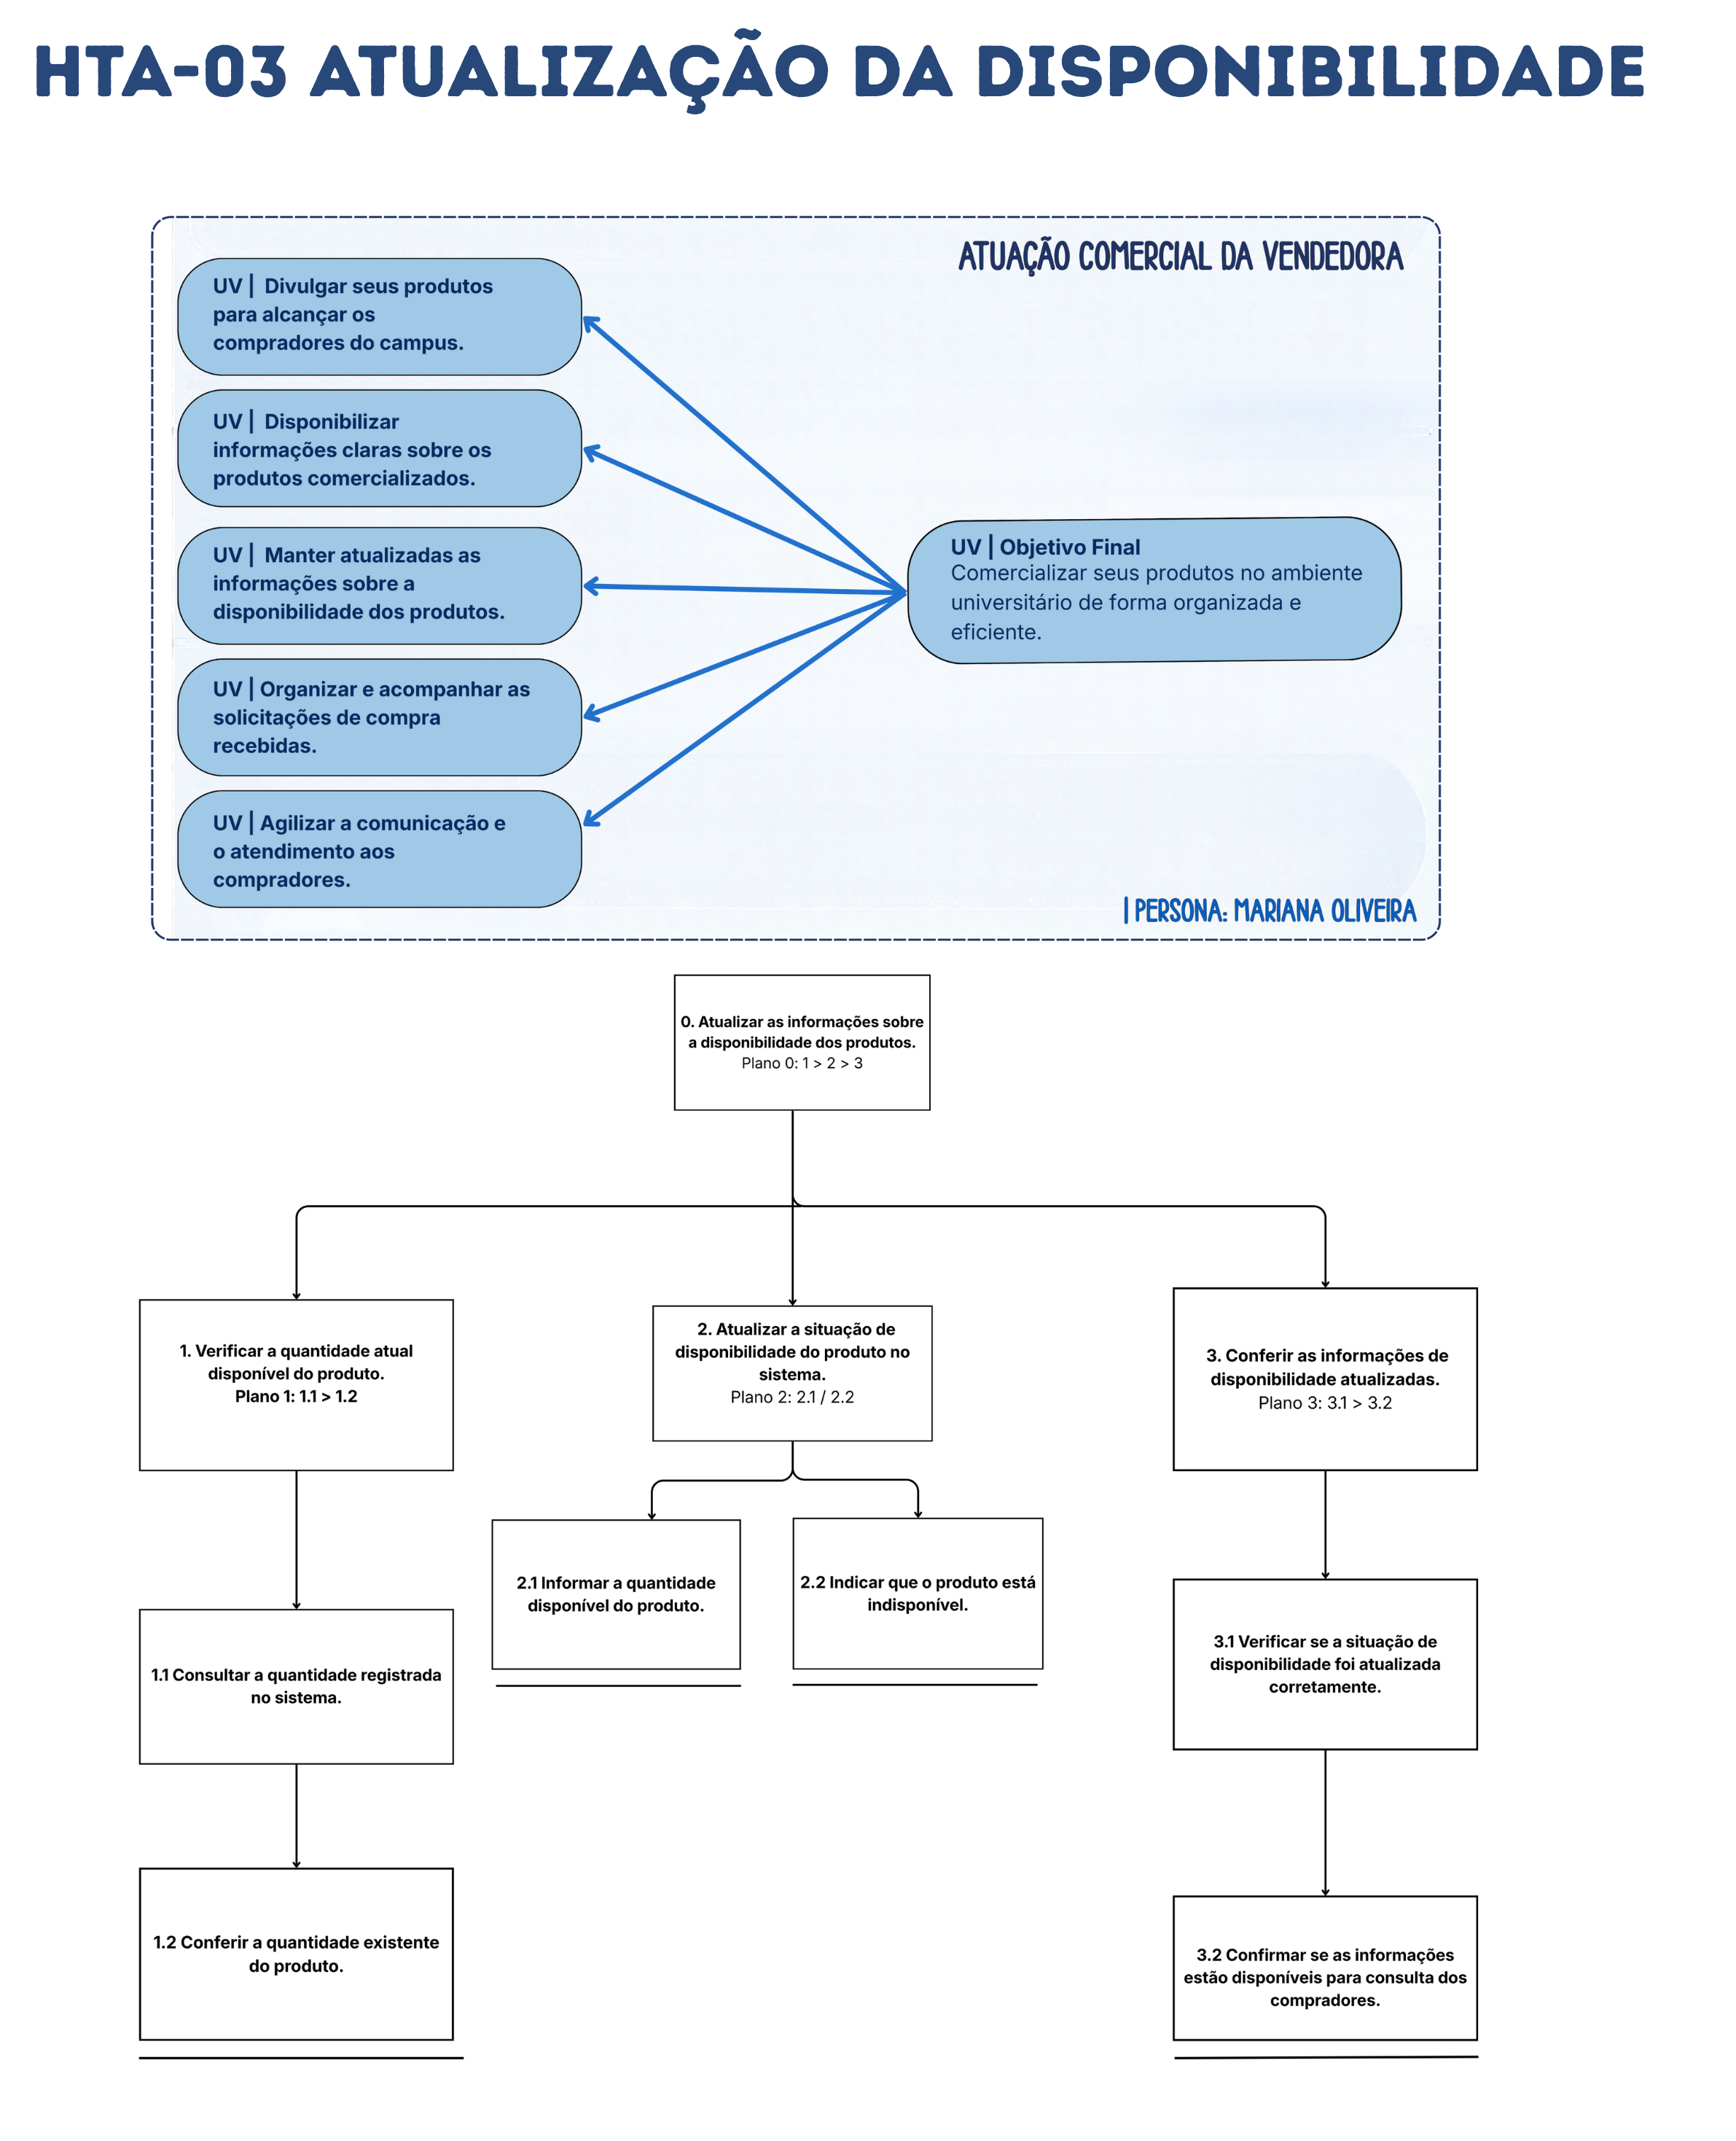 HTA-03 ATUALIZAÇÃO DA DISPONIBILIDADE
ATUAÇÃO COMERCIAL DA VENDEDORA
UV | Divulgar seus produtos
para alcançar os
compradores do campus.
UV | Disponibilizar
informações claras sobre os
produtos comercializados.
UV | Manter atualizadas as
informações sobre a
disponibilidade dos produtos.
UV | Organizar e acompanhar as
solicitações de compra
recebidas.
UV | Agilizar a comunicação e
o atendimento aos
compradores.
UV | Objetivo Final
Comercializar seus produtos no ambiente
universitário de forma organizada e
eficiente.
| PERSONA: MARIANA OLIVEIRA
0. Atualizar as informações sobre
a disponibilidade dos produtos.
Plano 0: 1 > 2 > 3
1. Verificar a quantidade atual
disponível do produto.
Plano 1: 1.1 > 1.2
2. Atualizar a situação de
disponibilidade do produto no
sistema.
Plano 2: 2.1 / 2.2
3. Conferir as informações de
disponibilidade atualizadas.
Plano 3: 3.1 > 3.2
2.1 Informar a quantidade
disponível do produto.
2.2 Indicar que o produto está
indisponível.
1.1 Consultar a quantidade registrada
no sistema.
3.1 Verificar se a situação de
disponibilidade foi atualizada
corretamente.
1.2 Conferir a quantidade existente
do produto.
3.2 Confirmar se as informações
estão disponíveis para consulta dos
compradores.